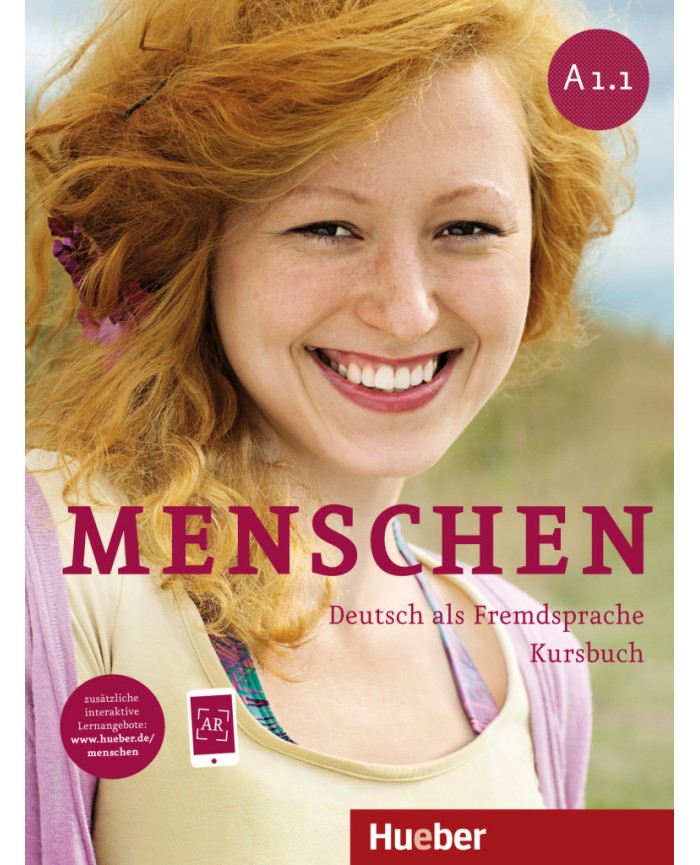 A1.1
MENSCHEN
Deutsch als Fremdsprache
Kursbuch
zusätzliche
interaktive
Lernangebote:
www.hueber.de/
menschen
AR
Hueber